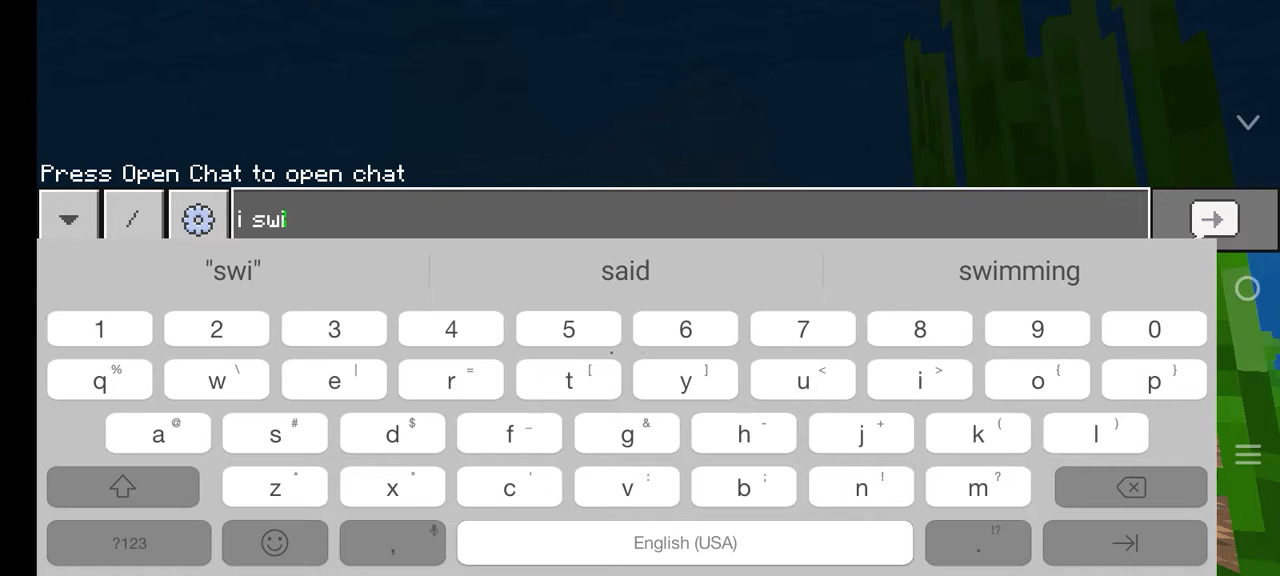 Press Open Chat to open chat
/ i swi
"swi" said swimming
1 2 3 4 5 6 7 8 9 0
q % w \ e | r = t [ y ] u < i > o { p }
a @ s # d $ f _ g & h - j + k ( l )
z * x " c ' v : b ; n ! m ?
?123 , English (USA) . !?